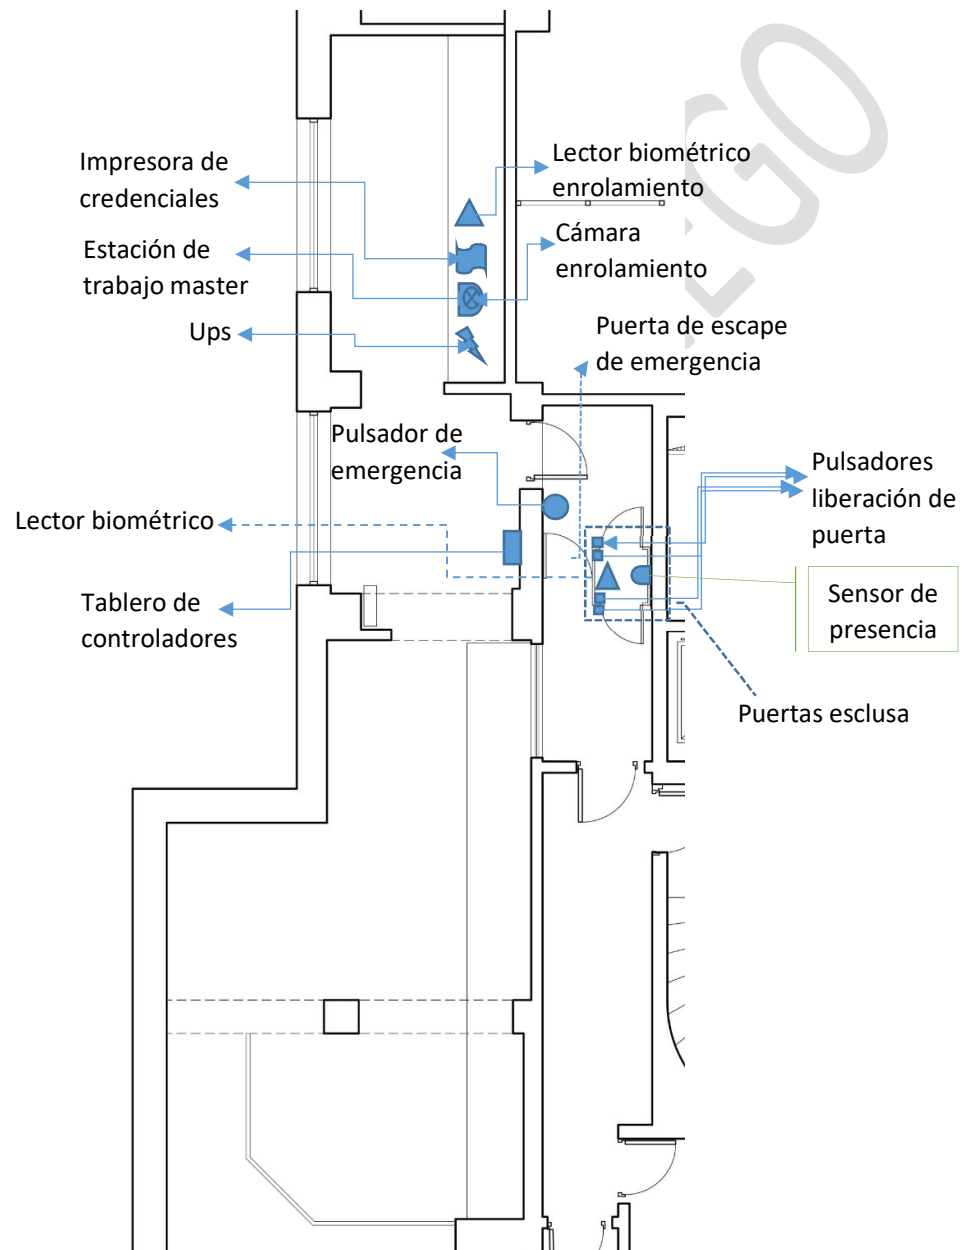 Impresora de
credenciales
Lector biométrico
enrolamiento
Estación de
trabajo master
Cámara
enrolamiento
Ups
Puerta de escape
de emergencia
Pulsador de
emergencia
Pulsadores
liberación de
puerta
Lector biométrico
Tablero de
controladores
Sensor de
presencia
Puertas esclusa
EGO